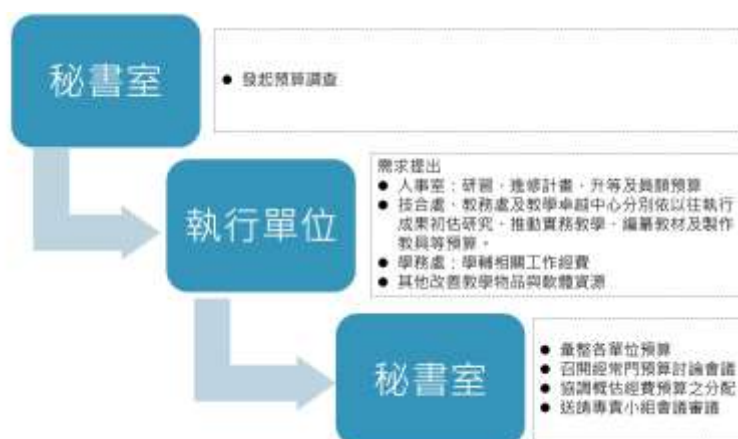 秘書室
● 發起預算調查
執行單位
需求提出
● 人事室：研習、進修計畫、升等及員額預算
● 技合處、教務處及教學卓越中心分別依以往執行
成果初估研究、推動實務教學、編纂教材及製作
教具等預算。
● 學務處：學輔相關工作經費
● 其他改善教學物品與軟體資源
秘書室
● 彙整各單位預算
● 召開經常門預算討論會議
● 協調概估經費預算之分配
● 送請專責小組會議審議